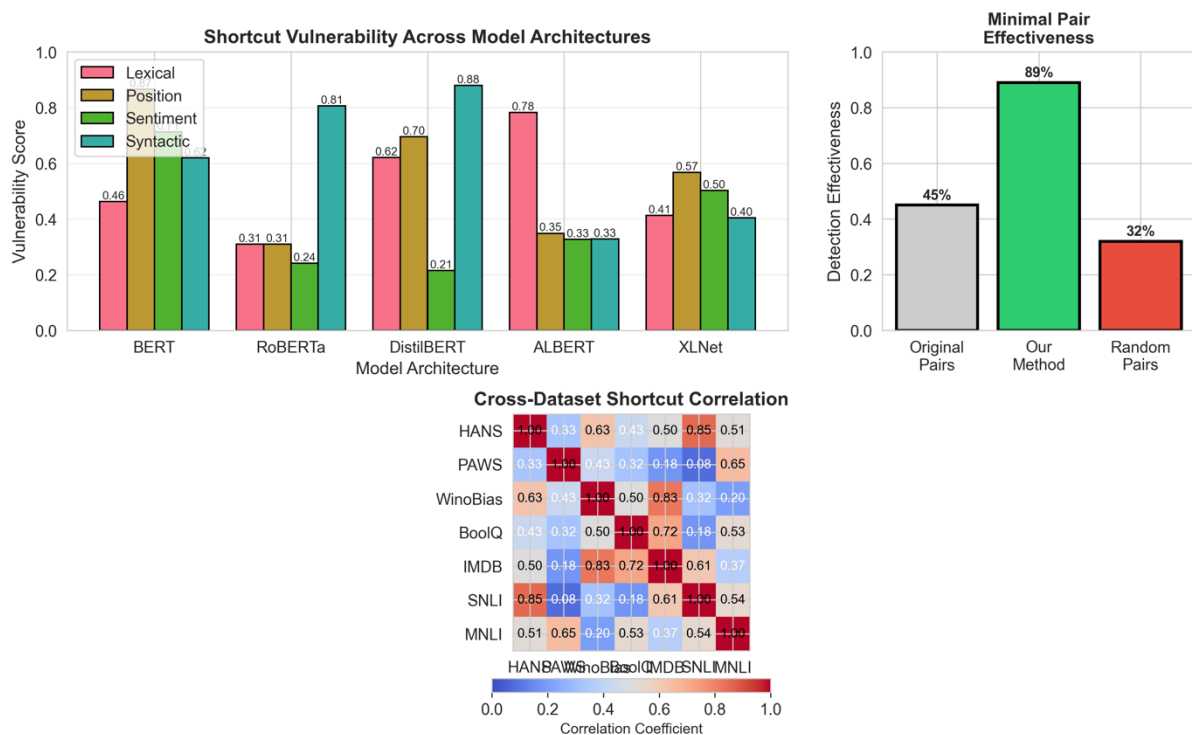 Shortcut Vulnerability Across Model Architectures
1.0
0.8
0.6
0.4
0.2
0.0
Vulnerability Score
Lexical
Position
Sentiment
Syntactic
0.46
0.87
0.71
0.62
0.31
0.31
0.24
0.81
0.62
0.70
0.21
0.88
0.78
0.35
0.33
0.33
0.41
0.57
0.50
0.40
BERT
RoBERTa
DistilBERT
ALBERT
XLNet
Model Architecture
Minimal Pair
Effectiveness
1.0
0.8
0.6
0.4
0.2
0.0
Detection Effectiveness
45%
89%
32%
Original
Pairs
Our
Method
Random
Pairs
Cross-Dataset Shortcut Correlation
HANS 1.00 0.33 0.63 0.43 0.50 0.85 0.51
PAWS 0.33 1.00 0.43 0.32 0.18 0.08 0.65
WinoBias 0.63 0.43 1.00 0.50 0.83 0.32 0.20
BoolQ 0.43 0.32 0.50 1.00 0.72 0.18 0.53
IMDB 0.50 0.18 0.83 0.72 1.00 0.61 0.37
SNLI 0.85 0.08 0.32 0.18 0.61 1.00 0.54
MNLI 0.51 0.65 0.20 0.53 0.37 0.54 1.00
HANS PAWS WinoBias BoolQ IMDB SNLI MNLI
0.0 0.2 0.4 0.6 0.8 1.0
Correlation Coefficient